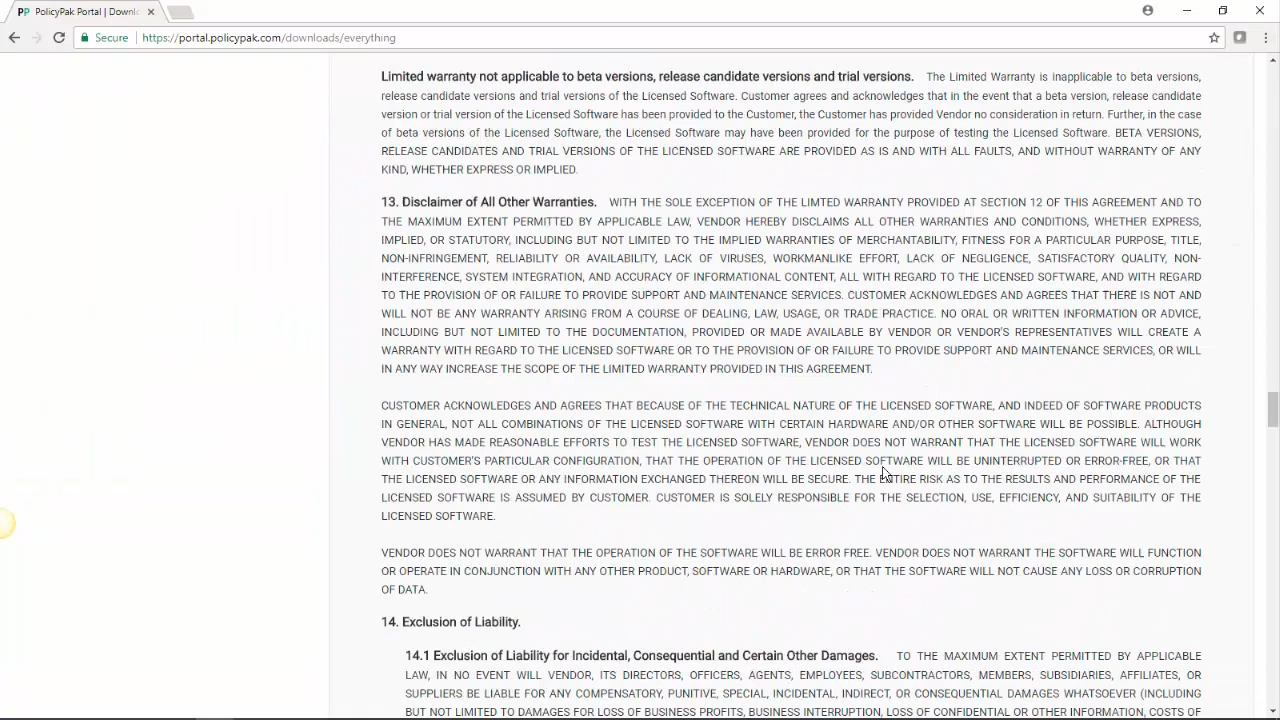 PP PolicyPak Portal | Downlo
Secure https://portal.policypak.com/downloads/everything
Limited warranty not applicable to beta versions, release candidate versions and trial versions. The Limited Warranty is inapplicable to beta versions,
release candidate versions and trial versions of the Licensed Software. Customer agrees and acknowledges that in the event that a beta version, release candidate
version or trial version of the Licensed Software has been provided to the Customer, the Customer has provided Vendor no consideration in return. Further, in the case
of beta versions of the Licensed Software, the Licensed Software may have been provided for the purpose of testing the Licensed Software. BETA VERSIONS,
RELEASE CANDIDATES AND TRIAL VERSIONS OF THE LICENSED SOFTWARE ARE PROVIDED AS IS AND WITH ALL FAULTS, AND WITHOUT WARRANTY OF ANY
KIND, WHETHER EXPRESS OR IMPLIED.
13. Disclaimer of All Other Warranties. WITH THE SOLE EXCEPTION OF THE LIMTED WARRANTY PROVIDED AT SECTION 12 OF THIS AGREEMENT AND TO
THE MAXIMUM EXTENT PERMITTED BY APPLICABLE LAW, VENDOR HEREBY DISCLAIMS ALL OTHER WARRANTIES AND CONDITIONS, WHETHER EXPRESS,
IMPLIED, OR STATUTORY, INCLUDING BUT NOT LIMITED TO THE IMPLIED WARRANTIES OF MERCHANTABILITY, FITNESS FOR A PARTICULAR PURPOSE, TITLE,
NON-INFRINGEMENT, RELIABILITY OR AVAILABILITY, LACK OF VIRUSES, WORKMANLIKE EFFORT, LACK OF NEGLIGENCE, SATISFACTORY QUALITY, NON-
INTERFERENCE, SYSTEM INTEGRATION, AND ACCURACY OF INFORMATIONAL CONTENT, ALL WITH REGARD TO THE LICENSED SOFTWARE, AND WITH REGARD
TO THE PROVISION OF OR FAILURE TO PROVIDE SUPPORT AND MAINTENANCE SERVICES. CUSTOMER ACKNOWLEDGES AND AGREES THAT THERE IS NOT AND
WILL NOT BE ANY WARRANTY ARISING FROM A COURSE OF DEALING, LAW, USAGE, OR TRADE PRACTICE. NO ORAL OR WRITTEN INFORMATION OR ADVICE,
INCLUDING BUT NOT LIMITED TO THE DOCUMENTATION, PROVIDED OR MADE AVAILABLE BY VENDOR OR VENDOR'S REPRESENTATIVES WILL CREATE A
WARRANTY WITH REGARD TO THE LICENSED SOFTWARE OR TO THE PROVISION OF OR FAILURE TO PROVIDE SUPPORT AND MAINTENANCE SERVICES, OR WILL
IN ANY WAY INCREASE THE SCOPE OF THE LIMITED WARRANTY PROVIDED IN THIS AGREEMENT.
CUSTOMER ACKNOWLEDGES AND AGREES THAT BECAUSE OF THE TECHNICAL NATURE OF THE LICENSED SOFTWARE, AND INDEED OF SOFTWARE PRODUCTS
IN GENERAL, NOT ALL COMBINATIONS OF THE LICENSED SOFTWARE WITH CERTAIN HARDWARE AND/OR OTHER SOFTWARE WILL BE POSSIBLE. ALTHOUGH
VENDOR HAS MADE REASONABLE EFFORTS TO TEST THE LICENSED SOFTWARE, VENDOR DOES NOT WARRANT THAT THE LICENSED SOFTWARE WILL WORK
WITH CUSTOMER'S PARTICULAR CONFIGURATION, THAT THE OPERATION OF THE LICENSED SOFTWARE WILL BE UNINTERRUPTED OR ERROR-FREE, OR THAT
THE LICENSED SOFTWARE OR ANY INFORMATION EXCHANGED THEREON WILL BE SECURE. THE ENTIRE RISK AS TO THE RESULTS AND PERFORMANCE OF THE
LICENSED SOFTWARE IS ASSUMED BY CUSTOMER. CUSTOMER IS SOLELY RESPONSIBLE FOR THE SELECTION, USE, EFFICIENCY, AND SUITABILITY OF THE
LICENSED SOFTWARE.
VENDOR DOES NOT WARRANT THAT THE OPERATION OF THE SOFTWARE WILL BE ERROR FREE. VENDOR DOES NOT WARRANT THE SOFTWARE WILL FUNCTION
OR OPERATE IN CONJUNCTION WITH ANY OTHER PRODUCT, SOFTWARE OR HARDWARE, OR THAT THE SOFTWARE WILL NOT CAUSE ANY LOSS OR CORRUPTION
OF DATA.
14. Exclusion of Liability.
14.1 Exclusion of Liability for Incidental, Consequential and Certain Other Damages. TO THE MAXIMUM EXTENT PERMITTED BY APPLICABLE
LAW, IN NO EVENT WILL VENDOR, ITS DIRECTORS, OFFICERS, AGENTS, EMPLOYEES, SUBCONTRACTORS, MEMBERS, SUBSIDIARIES, AFFILIATES, OR
SUPPLIERS BE LIABLE FOR ANY COMPENSATORY, PUNITIVE, SPECIAL, INCIDENTAL, INDIRECT, OR CONSEQUENTIAL DAMAGES WHATSOEVER (INCLUDING
BUT NOT LIMITED TO DAMAGES FOR LOSS OF BUSINESS PROFITS, BUSINESS INTERRUPTION, LOSS OF CONFIDENTIAL OR OTHER INFORMATION, COSTS OF